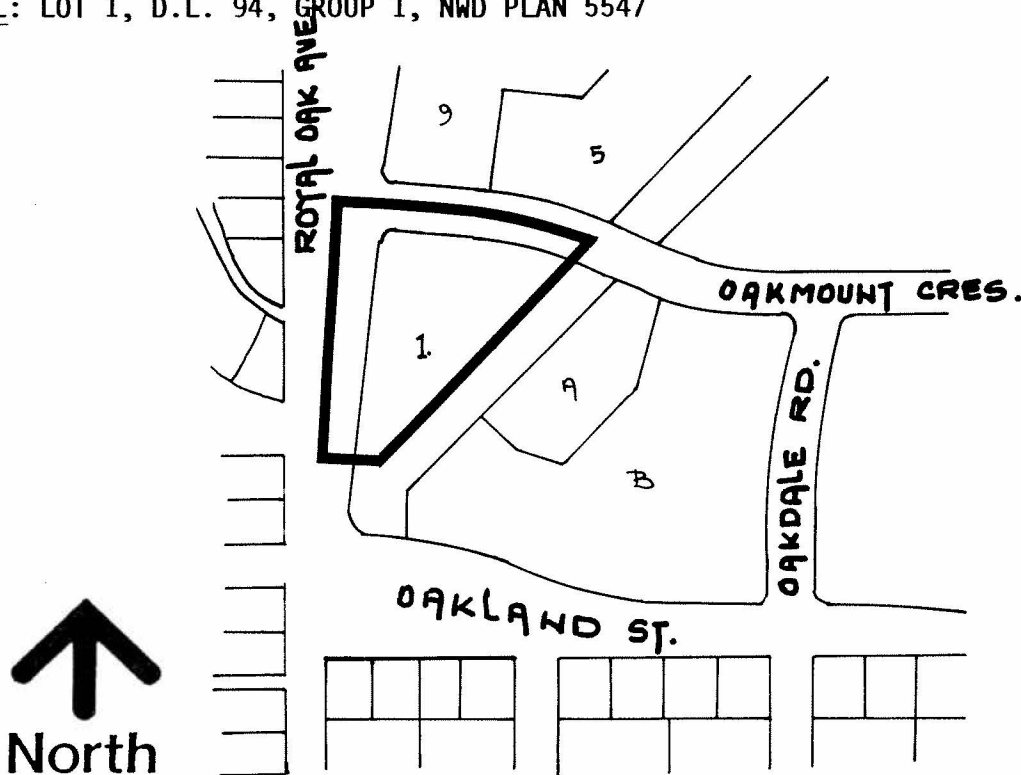 L: LOT 1, D.L. 94, GROUP 1, NWD PLAN 5547
ROYAL OAK AVE
9
5
OAKMOUNT CRES.
1.
A
B
OAKDALE RD.
OAKLAND ST.
North